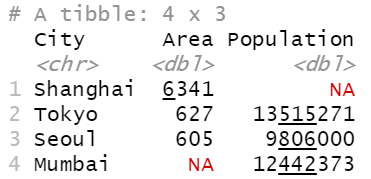 # A tibble: 4 x 3
City Area Population
<chr> <dbl> <dbl>
1 Shanghai 6341 NA
2 Tokyo 627 13515271
3 Seoul 605 9806000
4 Mumbai NA 12442373